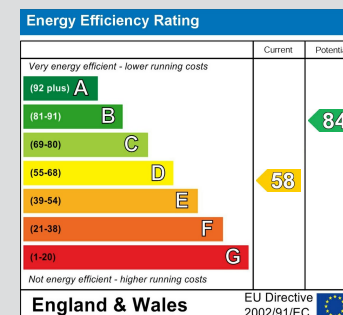 Energy Efficiency Rating
Current
Very energy efficient - lower running costs
(92 plus) A
(81-91) B
84
(69-80) C
(55-68) D
58
(39-54) E
(21-38) F
(1-20) G
Not energy efficient - higher running costs
England & Wales
EU Directive
2002/91/EC